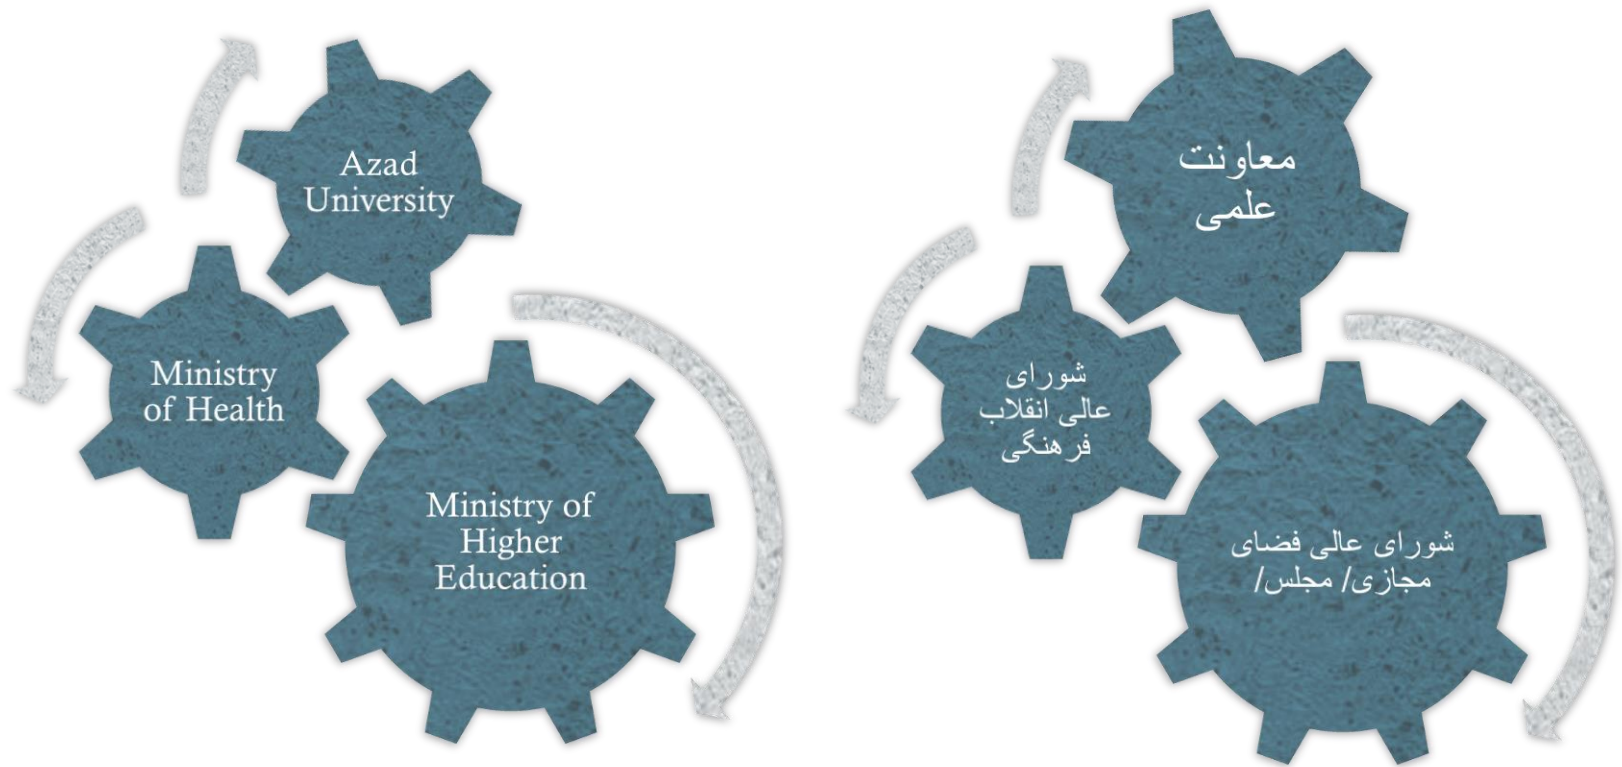 Azad
University
Ministry
of Health
Ministry of
Higher
Education
معاونت
علمی
شورای
عالی انقلاب
فرهنگی
شورای عالی فضای
مجازی/ مجلس/